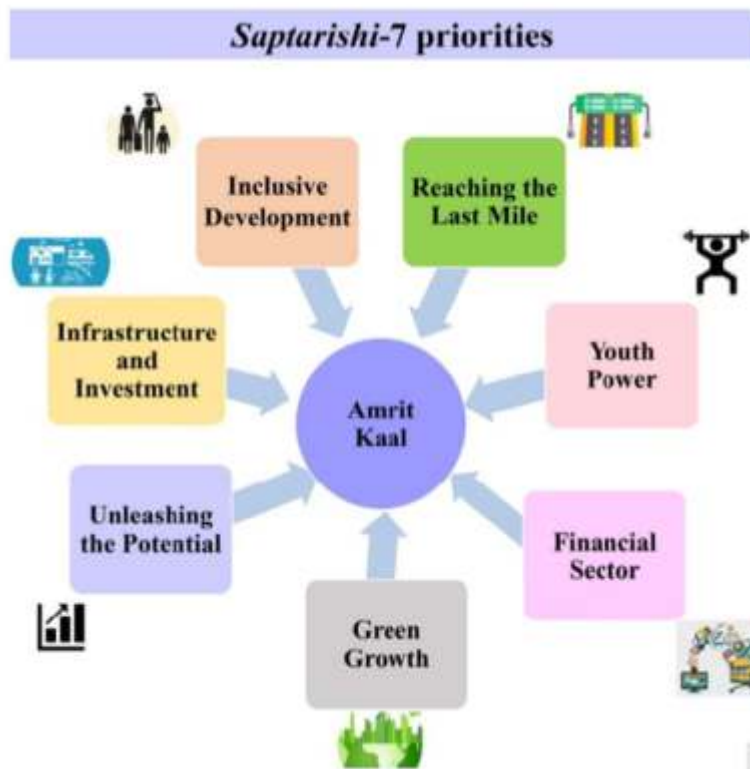 Saptarishi-7 priorities
Inclusive
Development
Reaching the
Last Mile
Infrastructure
and
Investment
Youth
Power
Amrit
Kaal
Unleashing
the Potential
Financial
Sector
Green
Growth